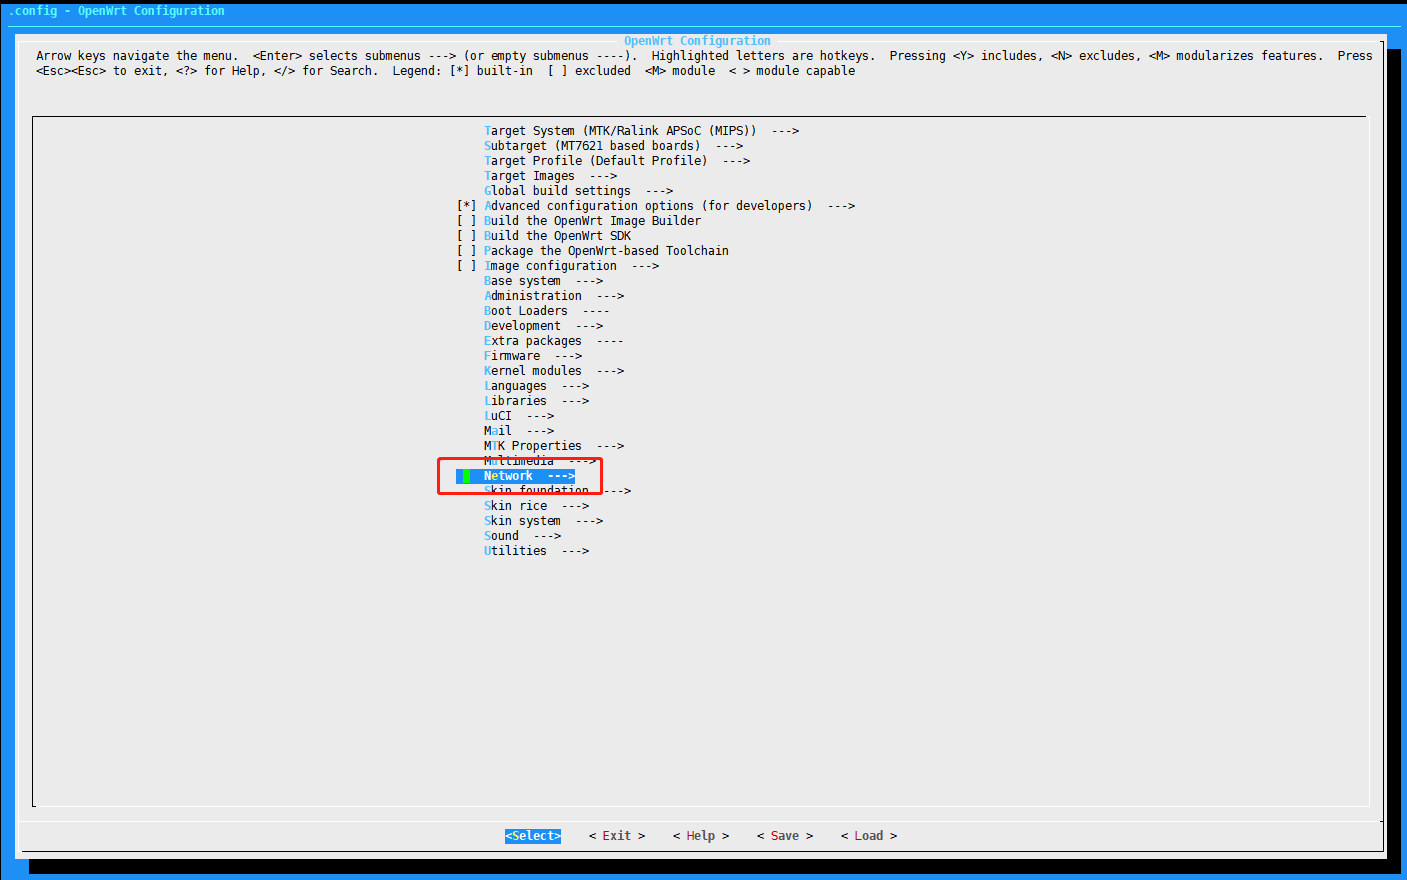 .config - OpenWrt Configuration
OpenWrt Configuration
Arrow keys navigate the menu.  <Enter> selects submenus ---> (or empty submenus ----).  Highlighted letters are hotkeys.  Pressing <Y> includes, <N> excludes, <M> modularizes features.  Press
<Esc><Esc> to exit, <?> for Help, </> for Search.  Legend: [*] built-in  [ ] excluded  <M> module  < > module capable
Target System (MTK/Ralink APSoC (MIPS))  --->
Subtarget (MT7621 based boards)  --->
Target Profile (Default Profile)  --->
Target Images  --->
Global build settings  --->
[*] Advanced configuration options (for developers)  --->
[ ] Build the OpenWrt Image Builder
[ ] Build the OpenWrt SDK
[ ] Package the OpenWrt-based Toolchain
[ ] Image configuration  --->
Base system  --->
Administration  --->
Boot Loaders  ----
Development  --->
Extra packages  ----
Firmware  --->
Kernel modules  --->
Languages  --->
Libraries  --->
LuCI  --->
Mail  --->
MTK Properties  --->
Multimedia  --->
Network  --->
Skin foundation  --->
Skin rice  --->
Skin system  --->
Sound  --->
Utilities  --->
<Select>    < Exit >    < Help >    < Save >    < Load >